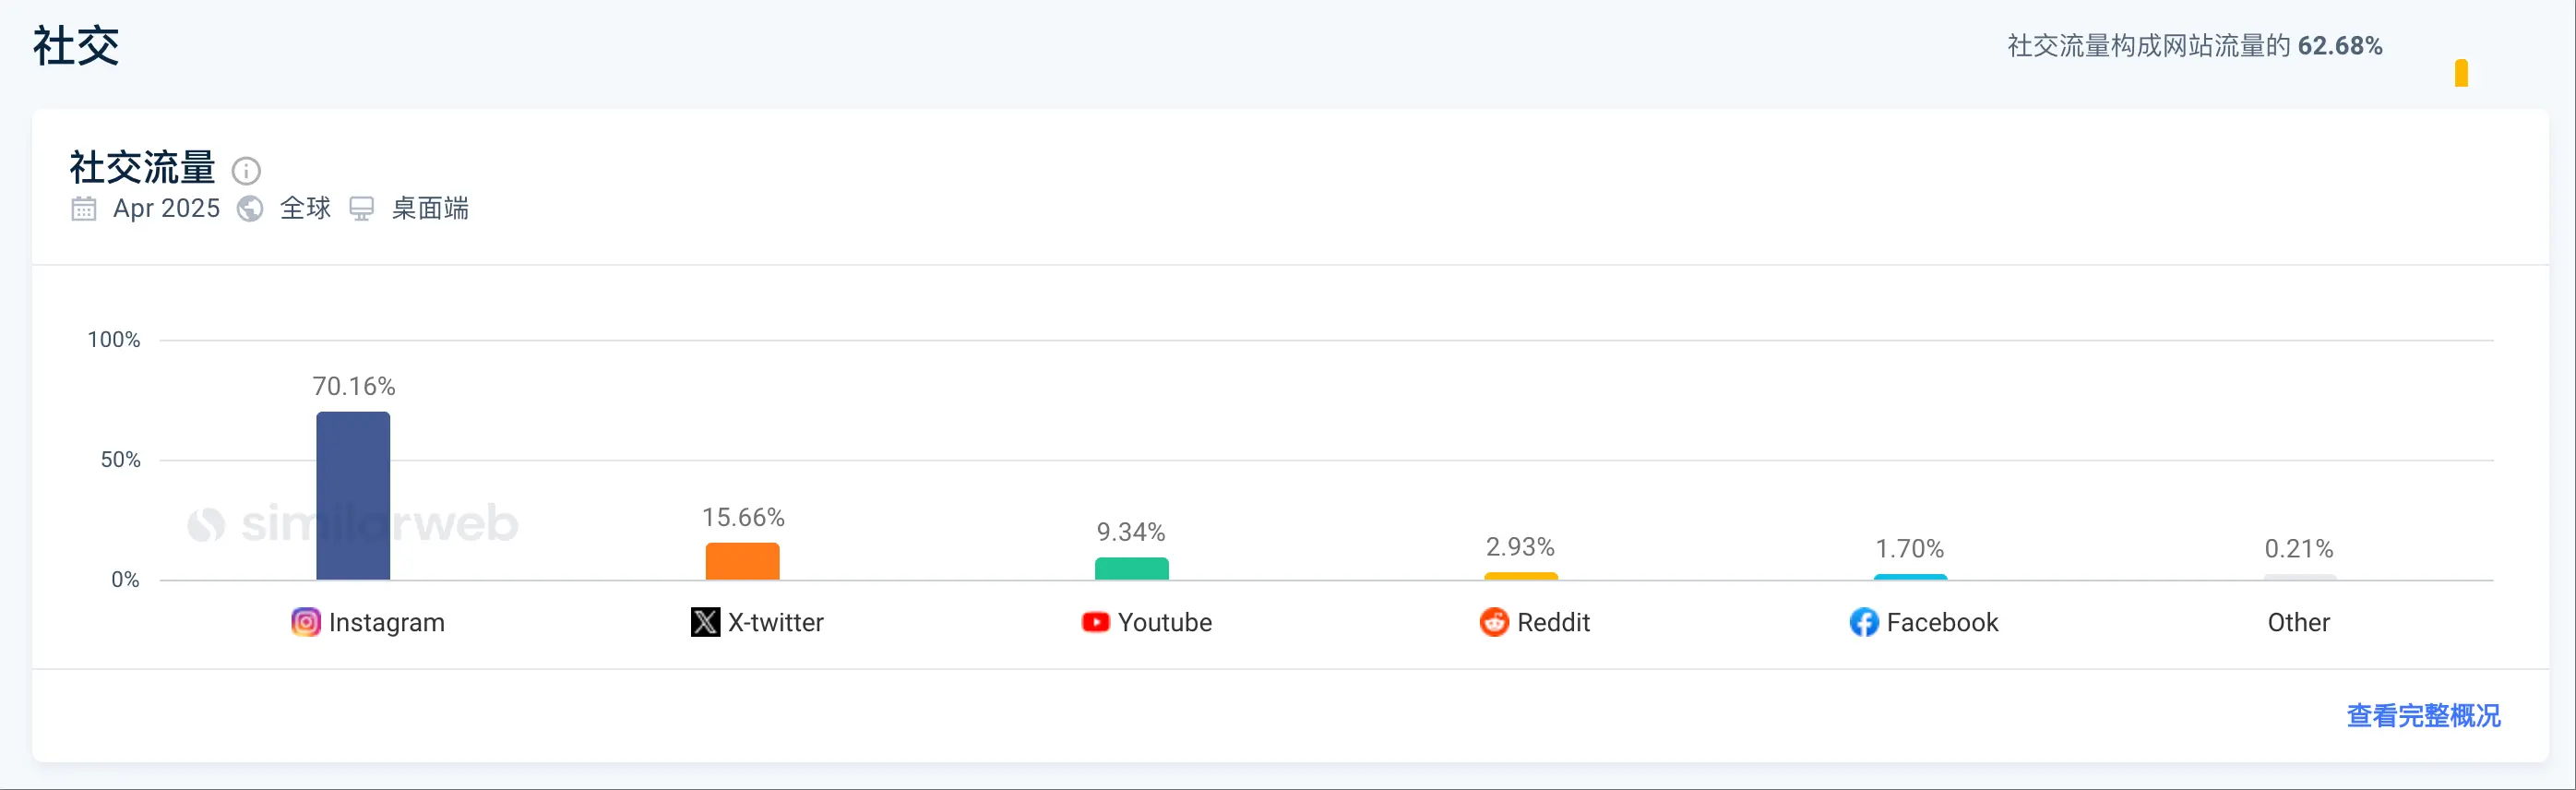 社交
社交流量构成网站流量的 62.68%
社交流量
Apr 2025 全球 桌面端
100%
70.16%
50%
similarweb
15.66%
9.34%
2.93%
1.70%
0.21%
0%
Instagram
X-twitter
Youtube
Reddit
Facebook
Other
查看完整概况